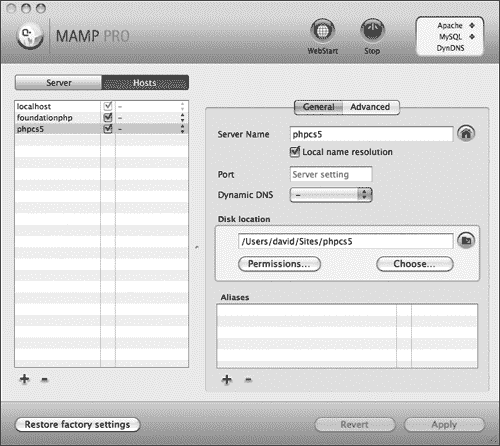 MAMP PRO
WebStart
Stop
Apache
MySQL
DynDNS
Server
Hosts
localhost
–
foundationphp
–
phpcs5
–
General
Advanced
Server Name
phpcs5
Local name resolution
Port
Server setting
Dynamic DNS
–
Disk location
/Users/david/Sites/phpcs5
Permissions...
Choose...
Aliases
+ -
+ -
Restore factory settings
Revert
Apply